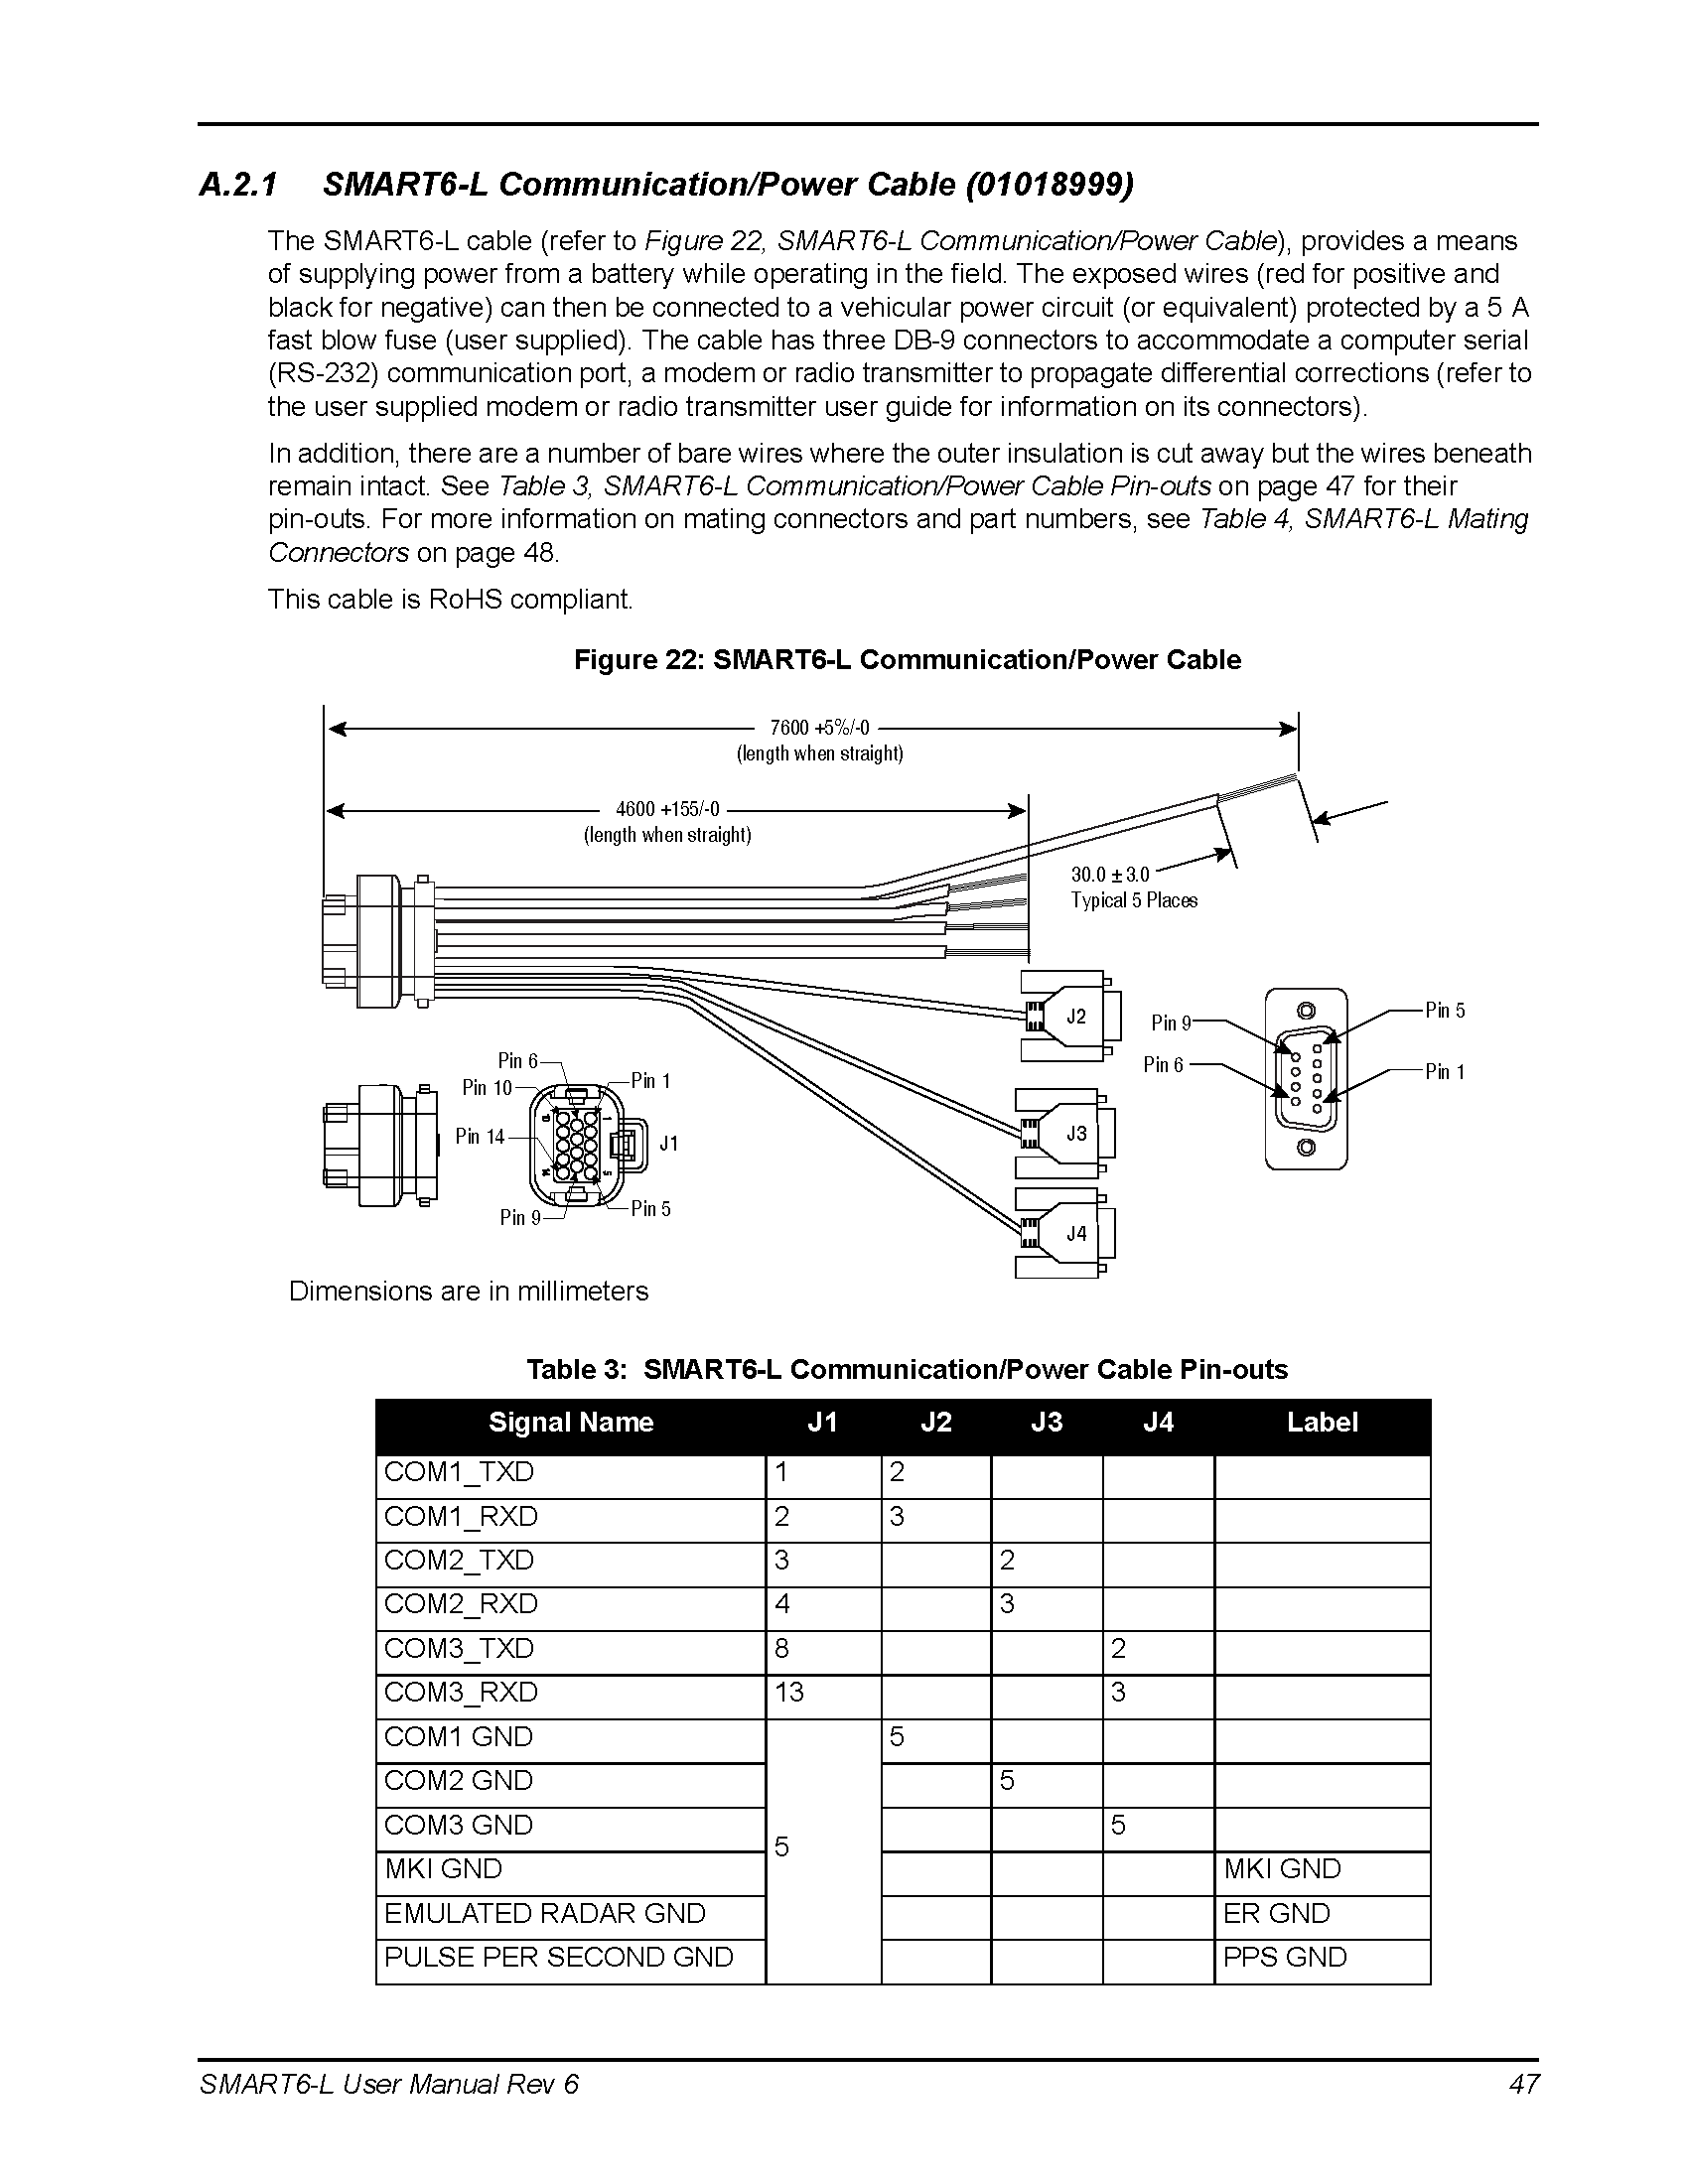 A.2.1 SMART6-L Communication/Power Cable (01018999)
The SMART6-L cable (refer to Figure 22, SMART6-L Communication/Power Cable), provides a means
of supplying power from a battery while operating in the field. The exposed wires (red for positive and
black for negative) can then be connected to a vehicular power circuit (or equivalent) protected by a 5 A
fast blow fuse (user supplied). The cable has three DB-9 connectors to accommodate a computer serial
(RS-232) communication port, a modem or radio transmitter to propagate differential corrections (refer to
the user supplied modem or radio transmitter user guide for information on its connectors).
In addition, there are a number of bare wires where the outer insulation is cut away but the wires beneath
remain intact. See Table 3, SMART6-L Communication/Power Cable Pin-outs on page 47 for their
pin-outs. For more information on mating connectors and part numbers, see Table 4, SMART6-L Mating
Connectors on page 48.
This cable is RoHS compliant.
Figure 22: SMART6-L Communication/Power Cable
7600 +5%/-0
(length when straight)
4600 +155/-0
(length when straight)
30.0 ± 3.0
Typical 5 Places
J2
Pin 9
Pin 5
Pin 6
Pin 1
Pin 6
Pin 10
Pin 1
Pin 14
J1
10
1
14
5
Pin 9
Pin 5
J3
J4
Dimensions are in millimeters
Table 3: SMART6-L Communication/Power Cable Pin-outs
Signal Name J1 J2 J3 J4 Label
COM1_TXD 1 2
COM1_RXD 2 3
COM2_TXD 3 2
COM2_RXD 4 3
COM3_TXD 8 2
COM3_RXD 13 3
COM1 GND 5
COM2 GND 5
COM3 GND 5
5
MKI GND MKI GND
EMULATED RADAR GND ER GND
PULSE PER SECOND GND PPS GND
SMART6-L User Manual Rev 6 47